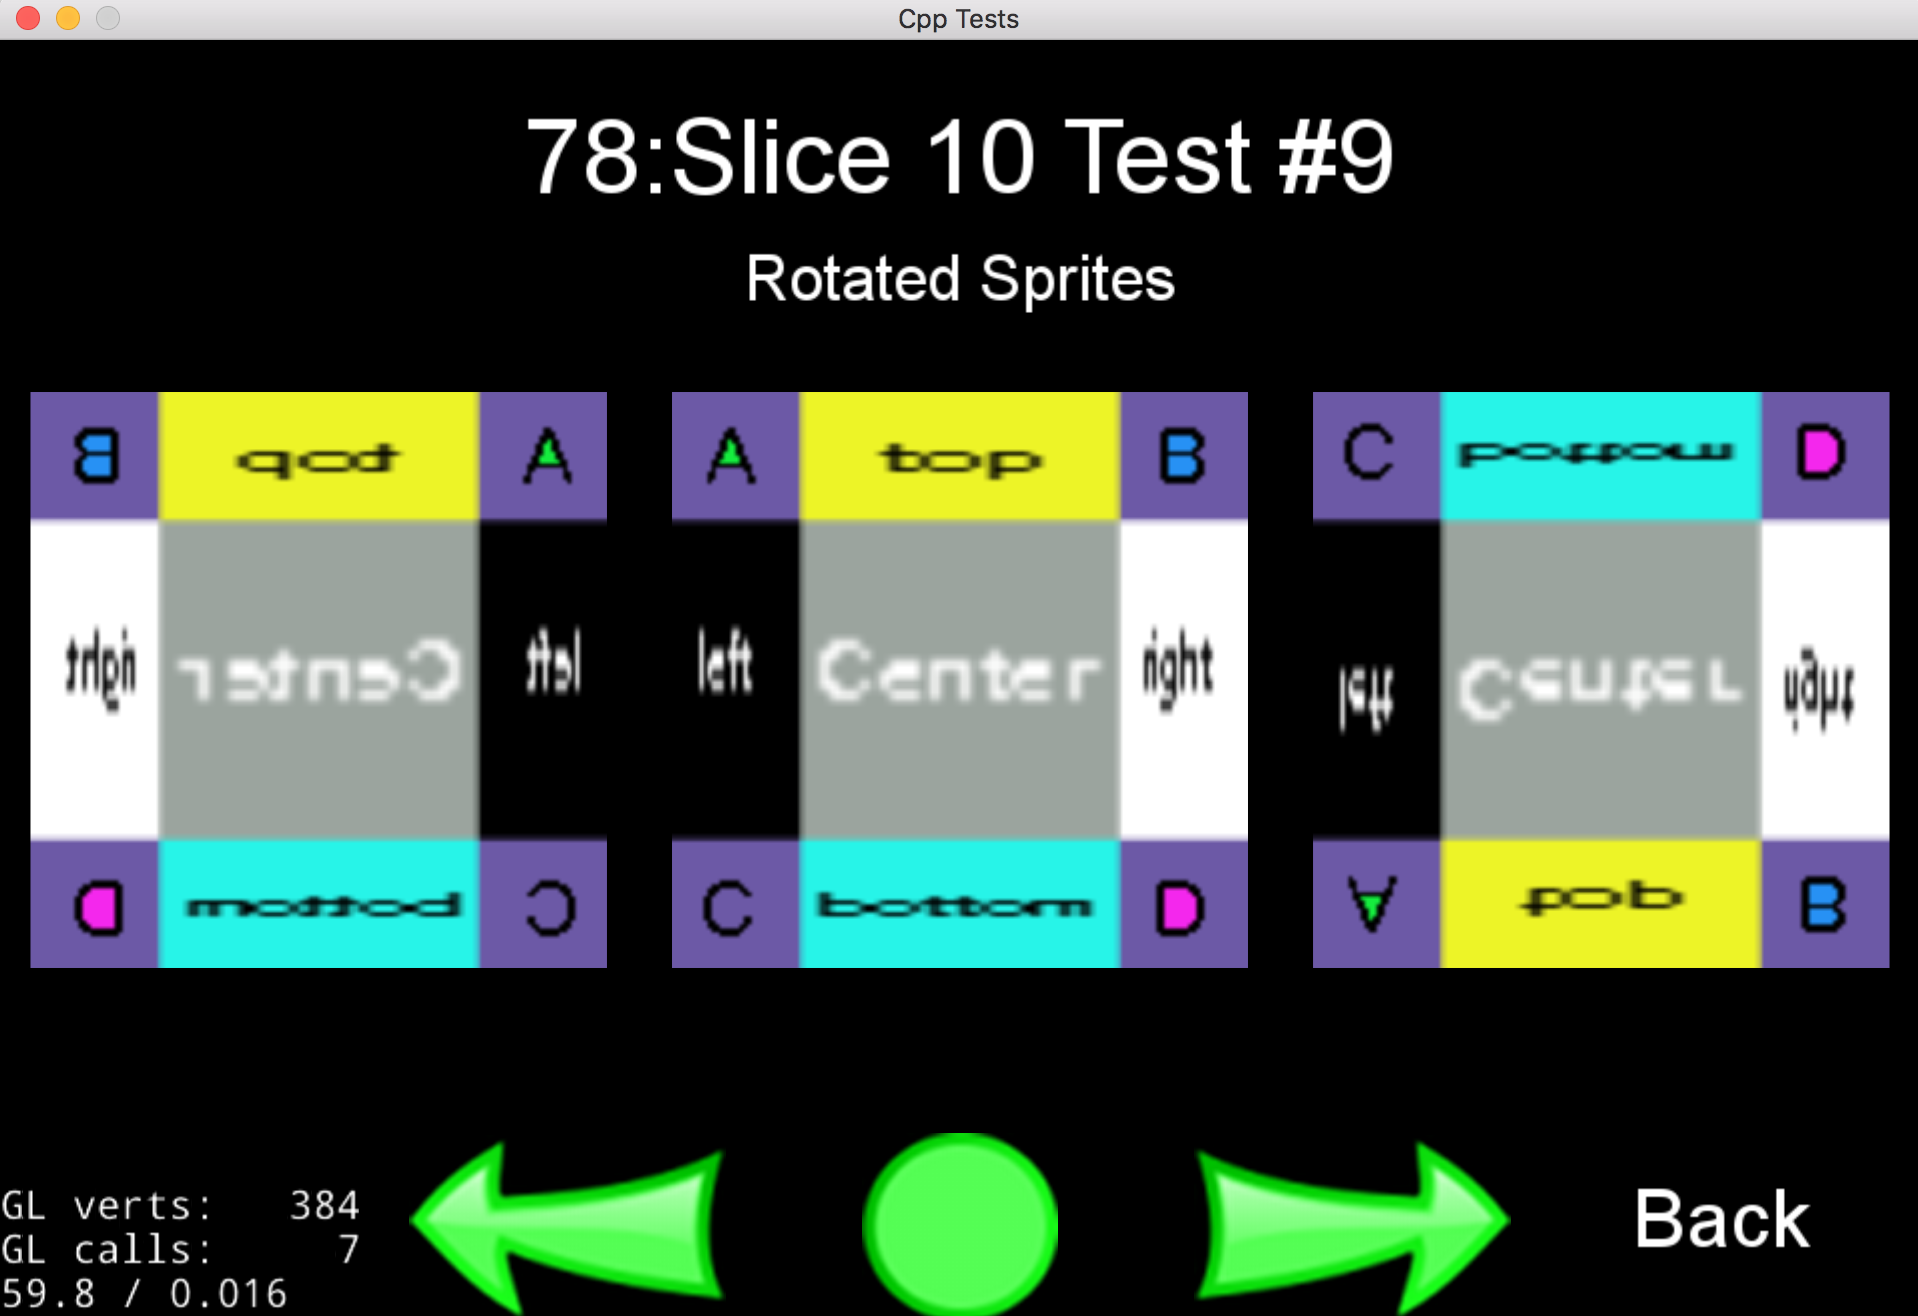 Cpp Tests
78:Slice 10 Test #9
Rotated Sprites
B top A
A top B
C bottom D
right Center left
left Center right
left Center right
D bottom C
C bottom D
A top B
GL verts: 384
GL calls: 7
59.8 / 0.016
Back